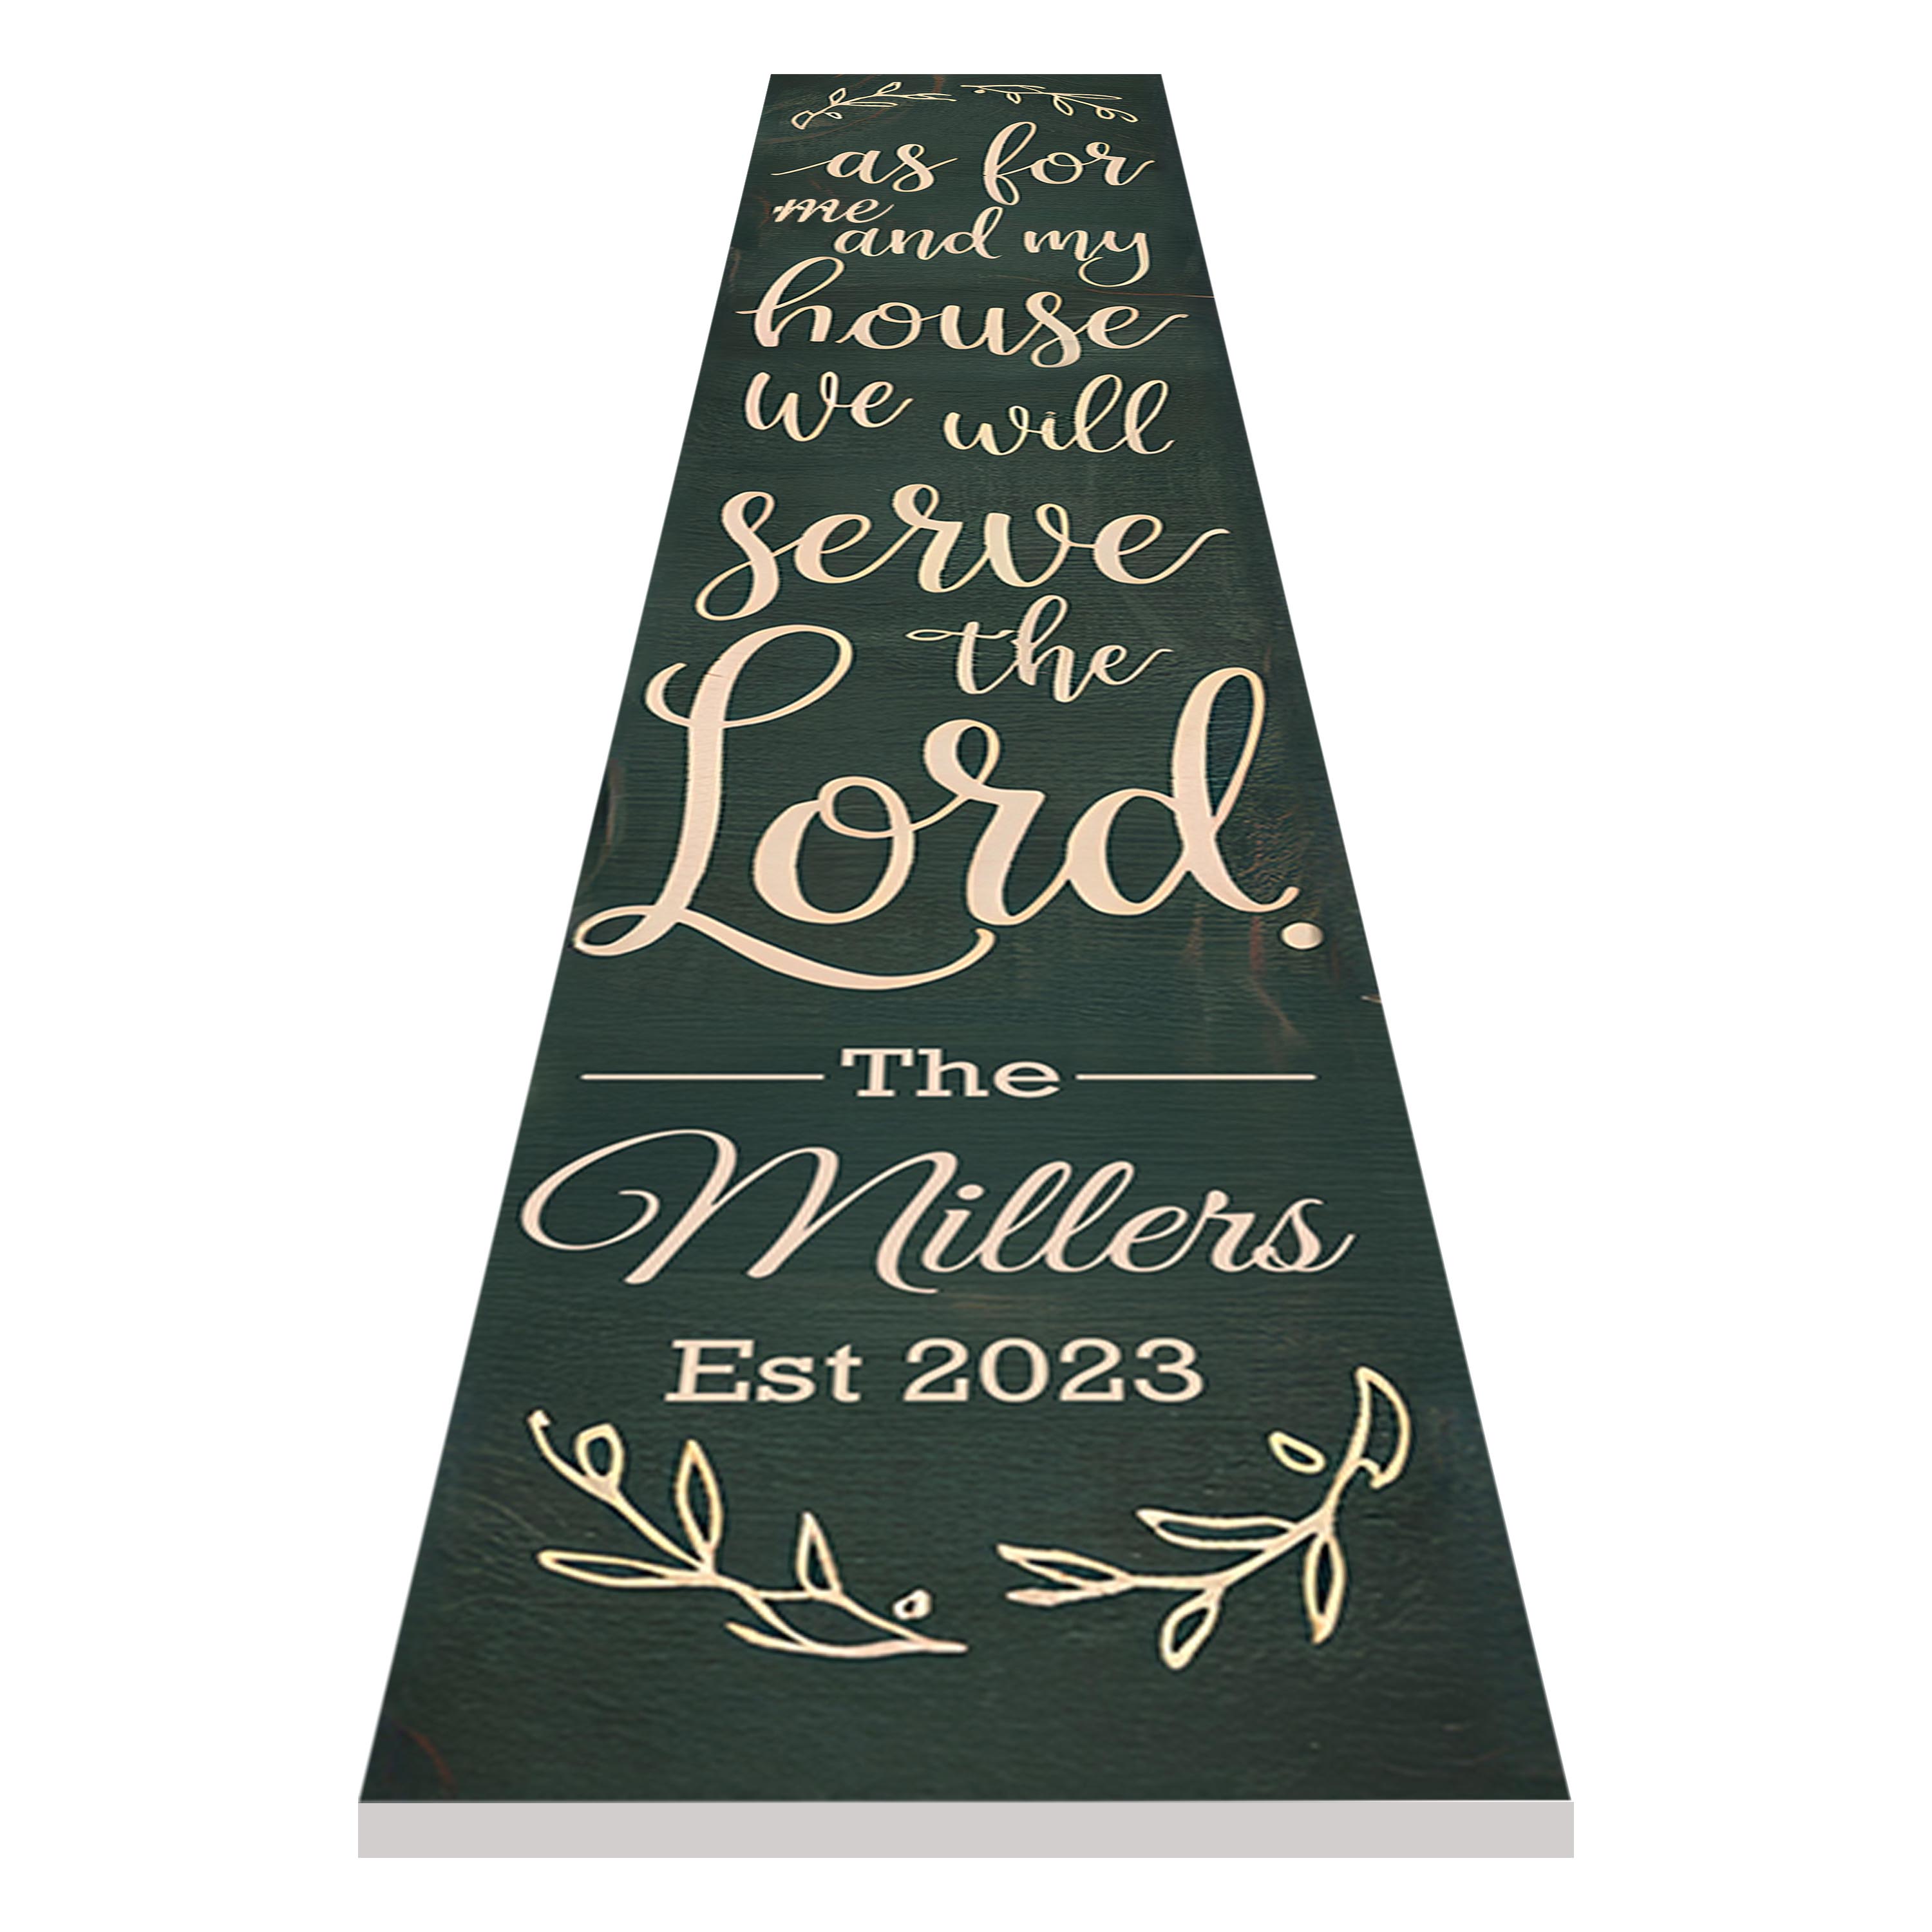 as for
me
and my
house
we will
serve
the
Lord.
The
Millers
Est 2023